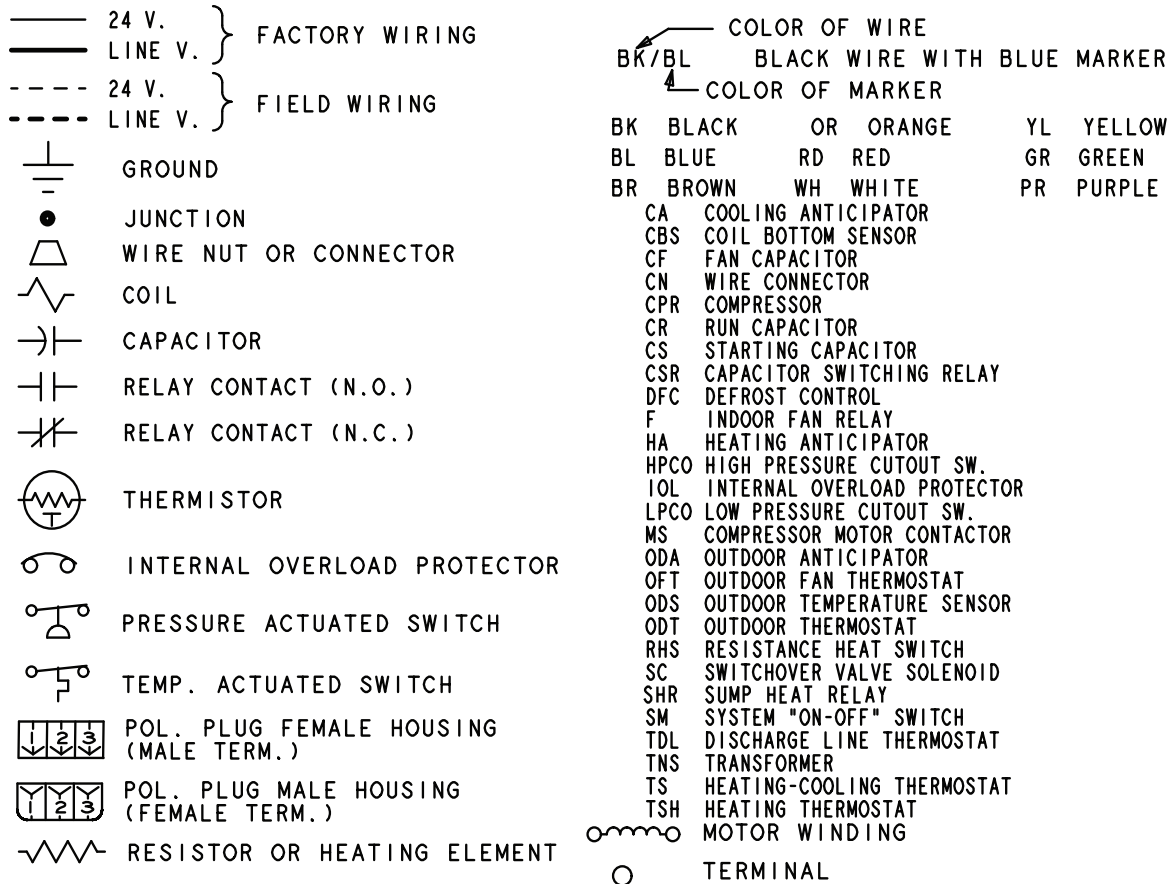 24 V.
LINE V.
FACTORY WIRING
24 V.
LINE V.
FIELD WIRING
GROUND
JUNCTION
WIRE NUT OR CONNECTOR
COIL
CAPACITOR
RELAY CONTACT (N.O.)
RELAY CONTACT (N.C.)
THERMISTOR
T
INTERNAL OVERLOAD PROTECTOR
PRESSURE ACTUATED SWITCH
TEMP. ACTUATED SWITCH
1 2 3
POL. PLUG FEMALE HOUSING
(MALE TERM.)
1 2 3
POL. PLUG MALE HOUSING
(FEMALE TERM.)
RESISTOR OR HEATING ELEMENT
COLOR OF WIRE
BK/BL BLACK WIRE WITH BLUE MARKER
COLOR OF MARKER
BK BLACK OR ORANGE YL YELLOW
BL BLUE RD RED GR GREEN
BR BROWN WH WHITE PR PURPLE
CA COOLING ANTICIPATOR
CBS COIL BOTTOM SENSOR
CF FAN CAPACITOR
CN WIRE CONNECTOR
CPR COMPRESSOR
CR RUN CAPACITOR
CS STARTING CAPACITOR
CSR CAPACITOR SWITCHING RELAY
DFC DEFROST CONTROL
F INDOOR FAN RELAY
HA HEATING ANTICIPATOR
HPCO HIGH PRESSURE CUTOUT SW.
IOL INTERNAL OVERLOAD PROTECTOR
LPCO LOW PRESSURE CUTOUT SW.
MS COMPRESSOR MOTOR CONTACTOR
ODA OUTDOOR ANTICIPATOR
OFT OUTDOOR FAN THERMOSTAT
ODS OUTDOOR TEMPERATURE SENSOR
ODT OUTDOOR THERMOSTAT
RHS RESISTANCE HEAT SWITCH
SC SWITCHOVER VALVE SOLENOID
SHR SUMP HEAT RELAY
SM SYSTEM "ON-OFF" SWITCH
TDL DISCHARGE LINE THERMOSTAT
TNS TRANSFORMER
TS HEATING-COOLING THERMOSTAT
TSH HEATING THERMOSTAT
MOTOR WINDING
TERMINAL